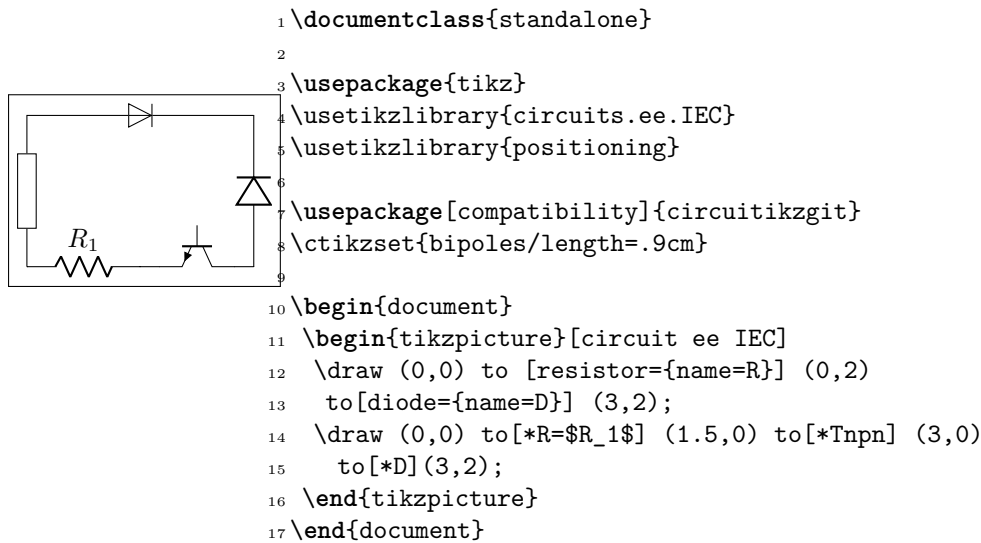 1 \documentclass{standalone}
2
3 \usepackage{tikz}
4 \usetikzlibrary{circuits.ee.IEC}
5 \usetikzlibrary{positioning}
6
7 \usepackage[compatibility]{circuitikzgit}
8 \ctikzset{bipoles/length=.9cm}
9
10 \begin{document}
11 \begin{tikzpicture}[circuit ee IEC]
12 \draw (0,0) to [resistor={name=R}] (0,2)
13 to[diode={name=D}] (3,2);
14 \draw (0,0) to[*R=$R_1$] (1.5,0) to[*Tnpn] (3,0)
15 to[*D](3,2);
16 \end{tikzpicture}
17 \end{document}
R₁